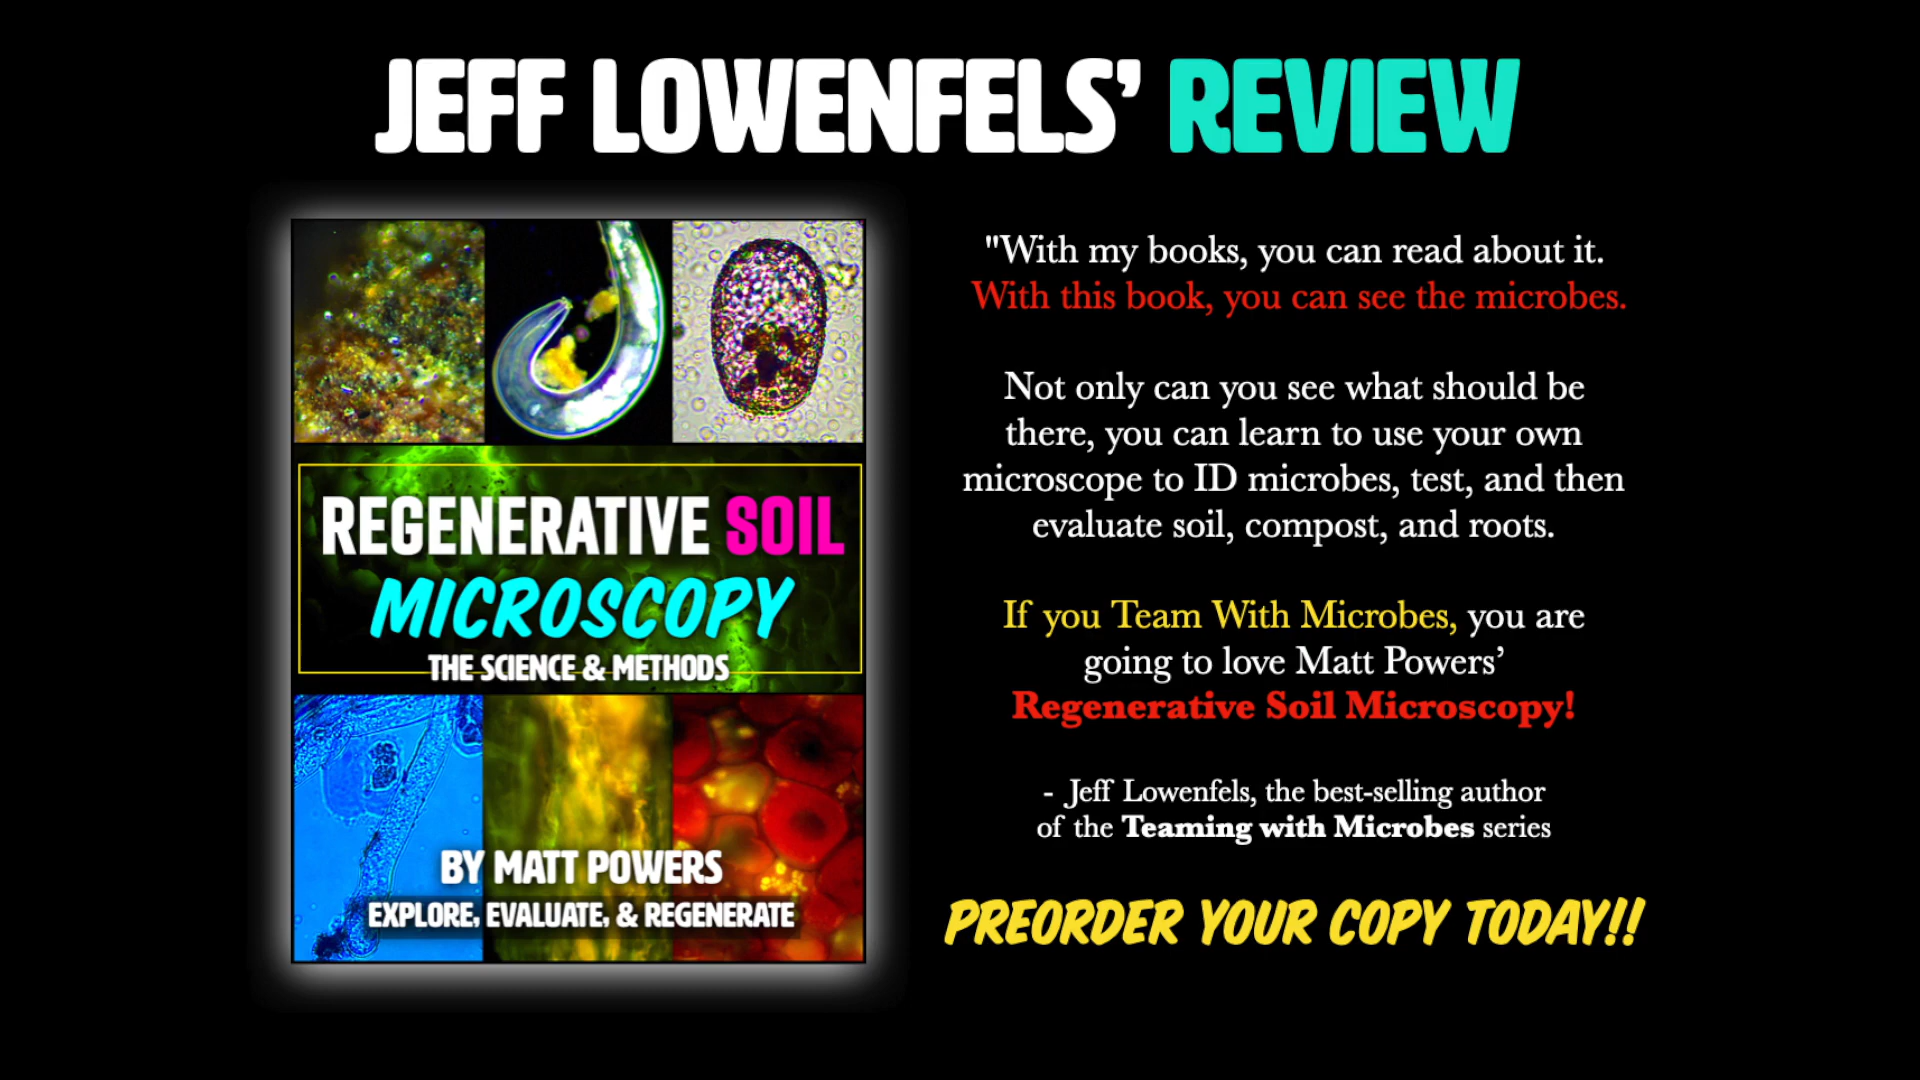 JEFF LOWENFELS’ REVIEW
REGENERATIVE SOIL
MICROSCOPY
THE SCIENCE & METHODS
BY MATT POWERS
EXPLORE, EVALUATE, & REGENERATE
"With my books, you can read about it.
With this book, you can see the microbes.
Not only can you see what should be
there, you can learn to use your own
microscope to ID microbes, test, and then
evaluate soil, compost, and roots.
If you Team With Microbes, you are
going to love Matt Powers’
Regenerative Soil Microscopy!
- Jeff Lowenfels, the best-selling author
of the Teaming with Microbes series
PREORDER YOUR COPY TODAY!!